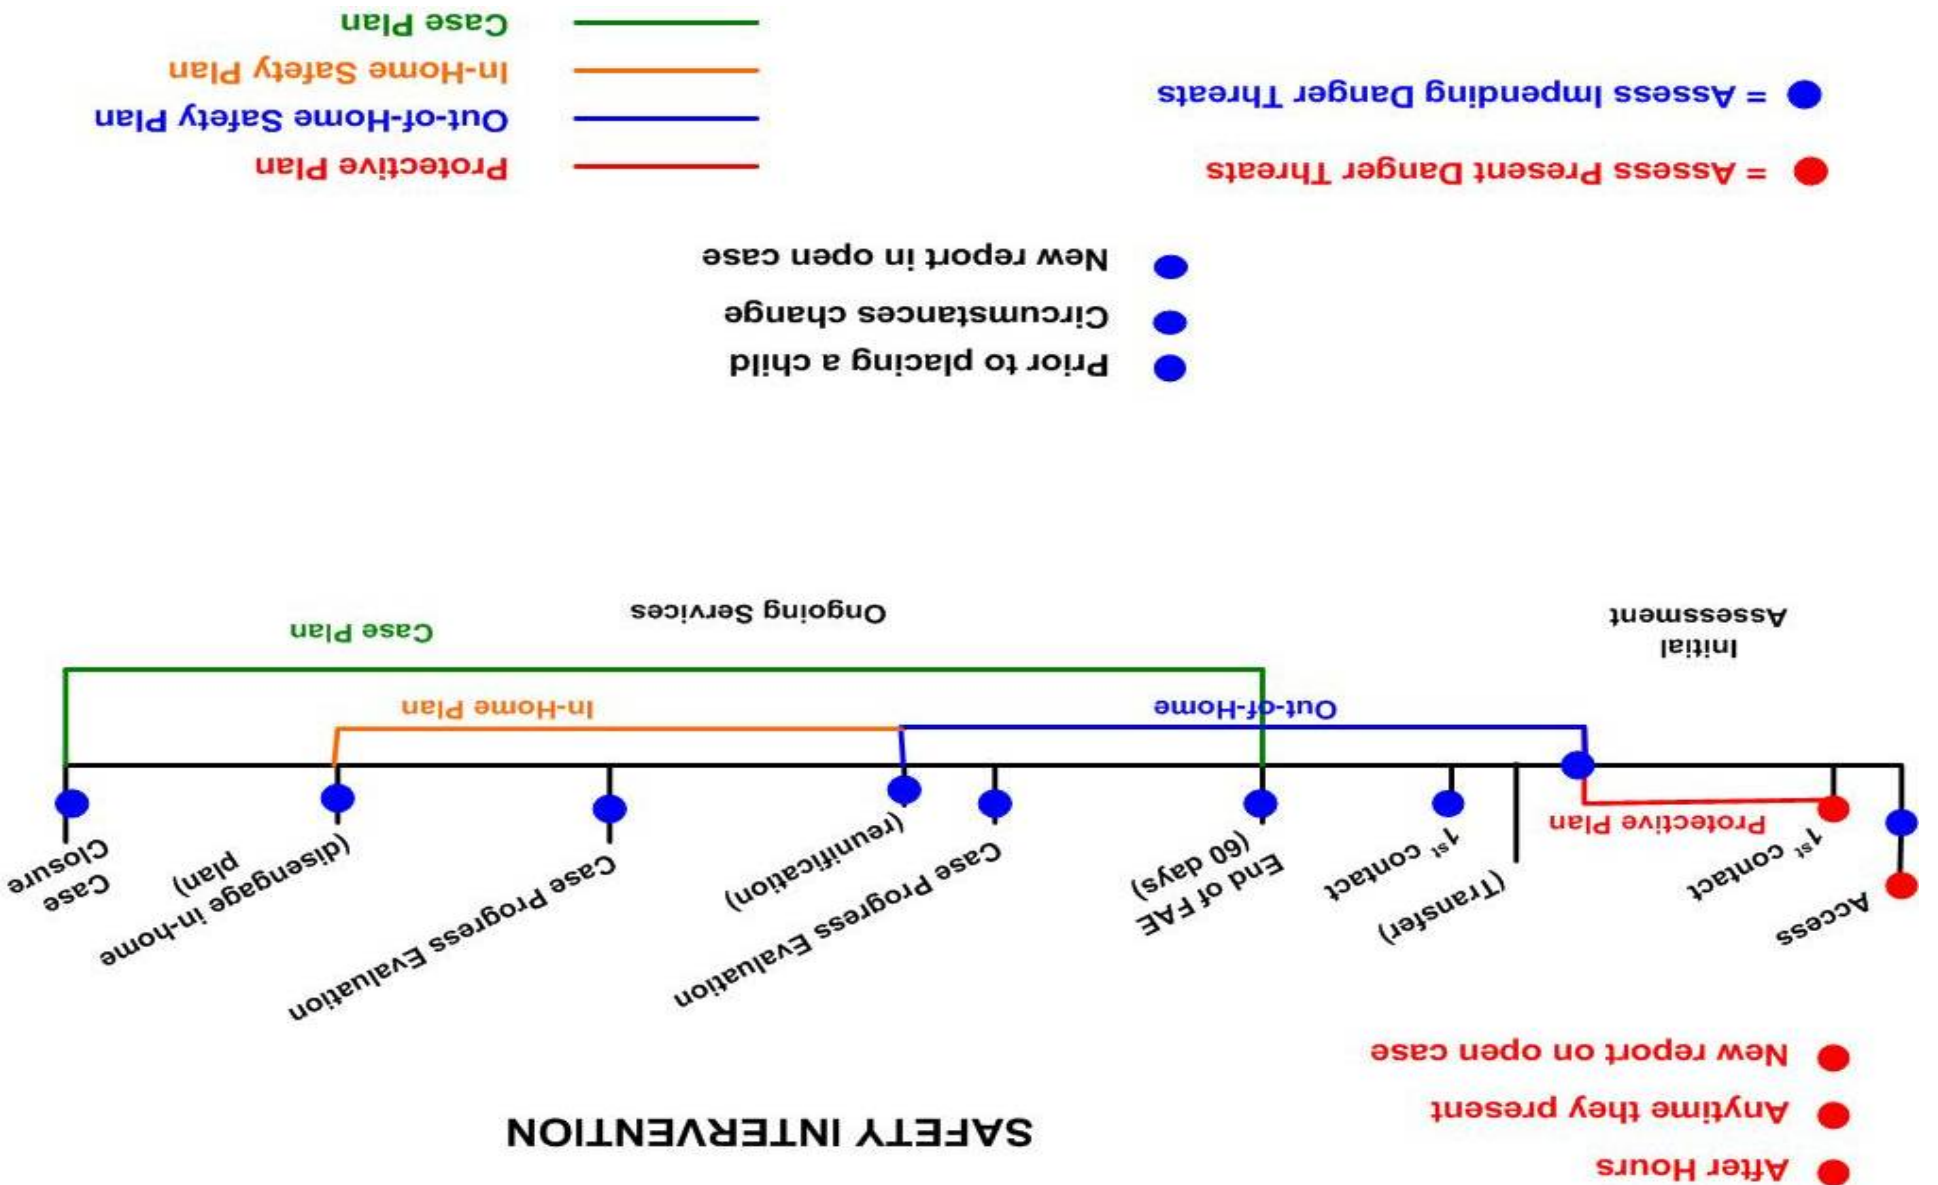 After Hours
Anytime they present
New report on open case
SAFETY INTERVENTION
Access
1st contact
(Transfer)
1st contact
End of FAE
(60 days)
Case Progress Evaluation
(reunification)
Case Progress Evaluation
(disengage in-home
plan)
Case
Closure
Protective Plan
Out-of-Home
In-Home Plan
Case Plan
Initial
Assessment
Ongoing Services
Prior to placing a child
Circumstances change
New report in open case
= Assess Present Danger Threats
= Assess Impending Danger Threats
Protective Plan
Out-of-Home Safety Plan
In-Home Safety Plan
Case Plan